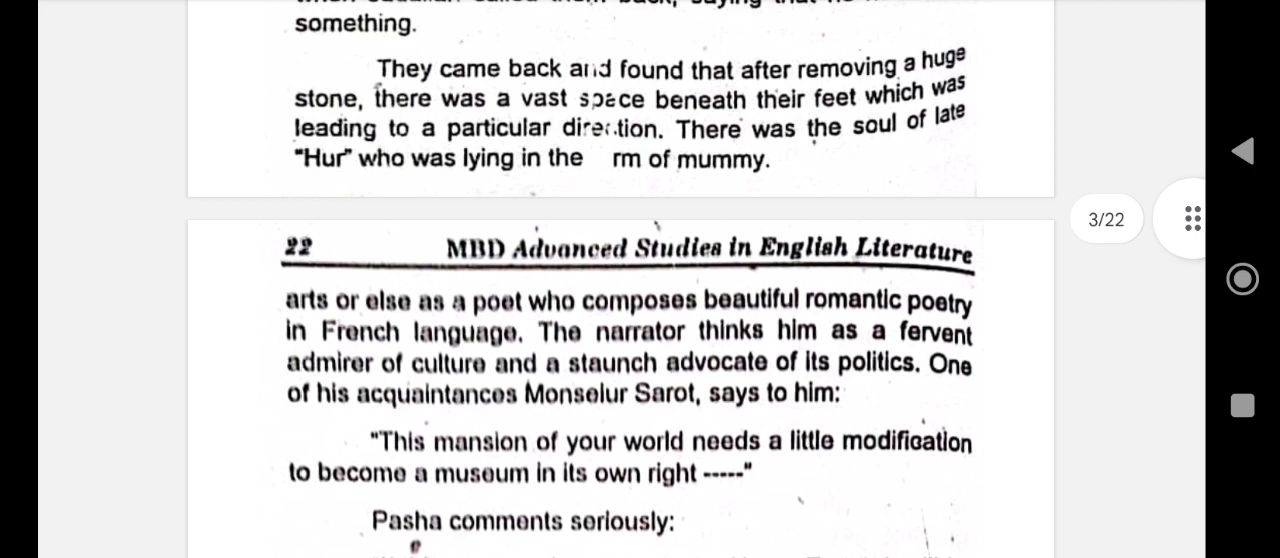 something.
They came back and found that after removing a huge
stone, there was a vast space beneath their feet which was
leading to a particular direction. There was the soul of late
"Hur" who was lying in the rm of mummy.
3/22
22 MBD Advanced Studies in English Literature
arts or else as a poet who composes beautiful romantic poetry
in French language. The narrator thinks him as a fervent
admirer of culture and a staunch advocate of its politics. One
of his acquaintances Monselur Sarot, says to him:
"This mansion of your world needs a little modification
to become a museum in its own right -----"
Pasha comments seriously: